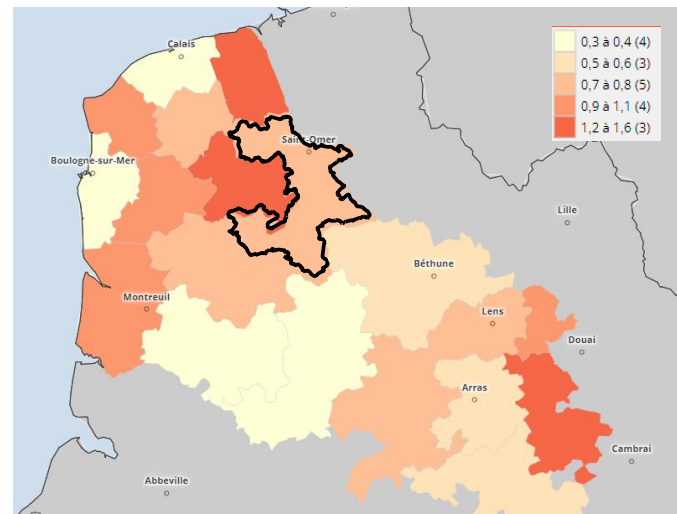 Calais
0,3 à 0,4 (4)
0,5 à 0,6 (3)
0,7 à 0,8 (5)
0,9 à 1,1 (4)
1,2 à 1,6 (3)
Saint-Omer
Boulogne-sur-Mer
Lille
Béthune
Montreuil
Lens
Douai
Arras
Cambrai
Abbeville